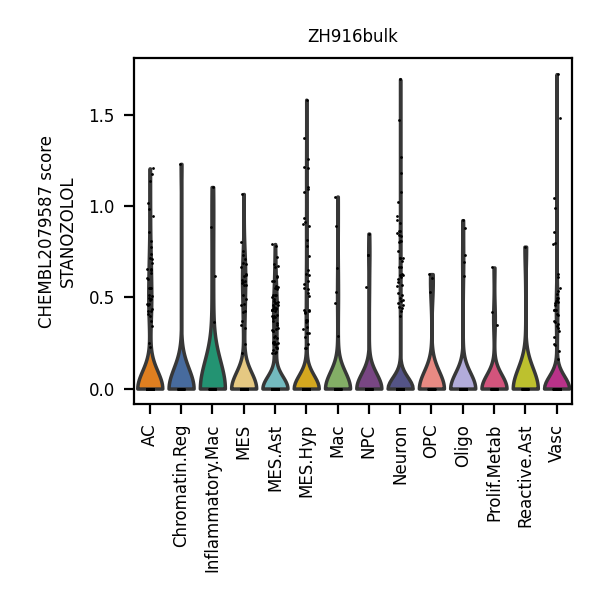 ZH916bulk
CHEMBL2079587 score
STANOZOLOL
1.5
1.0
0.5
0.0
AC
Chromatin.Reg
Inflammatory.Mac
MES
MES.Ast
MES.Hyp
Mac
NPC
Neuron
OPC
Oligo
Prolif.Metab
Reactive.Ast
Vasc